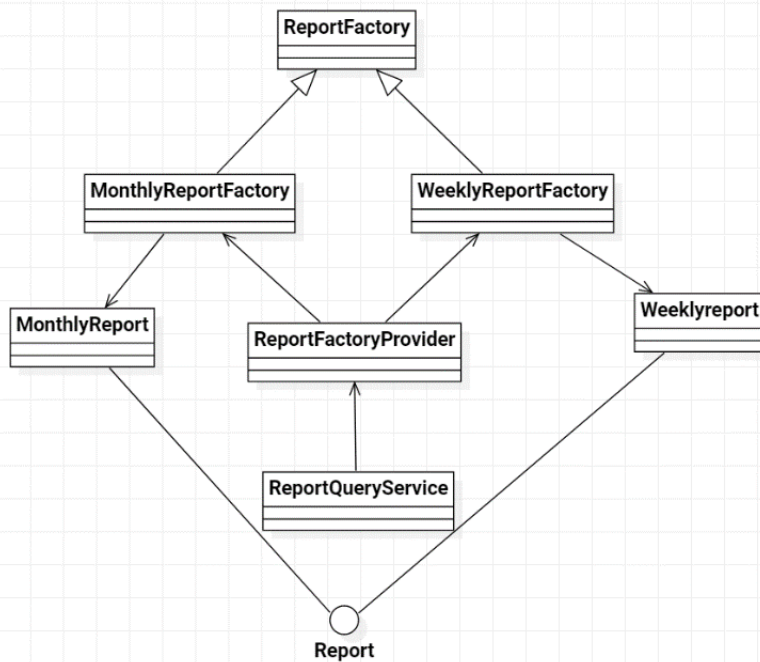 ReportFactory
MonthlyReportFactory
WeeklyReportFactory
MonthlyReport
ReportFactoryProvider
Weeklyreport
ReportQueryService
Report